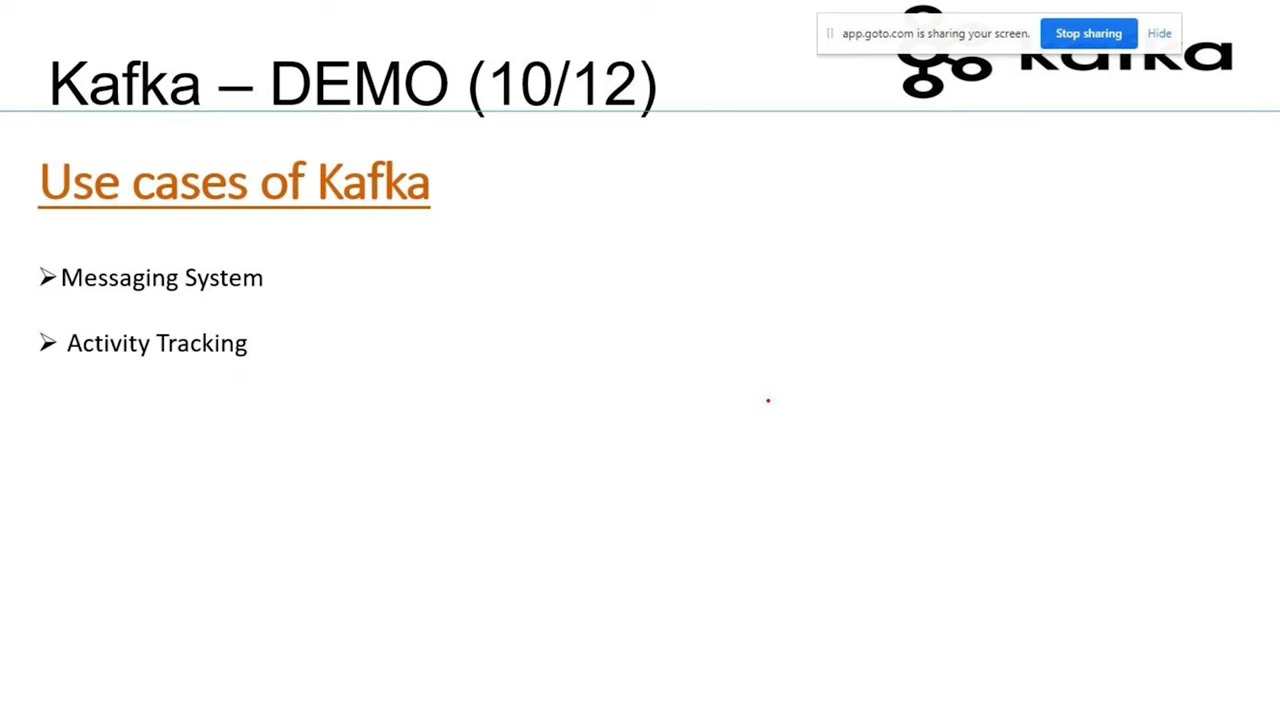 app.goto.com is sharing your screen. Stop sharing Hide
Kafka – DEMO (10/12)
kafka
Use cases of Kafka
Messaging System
Activity Tracking